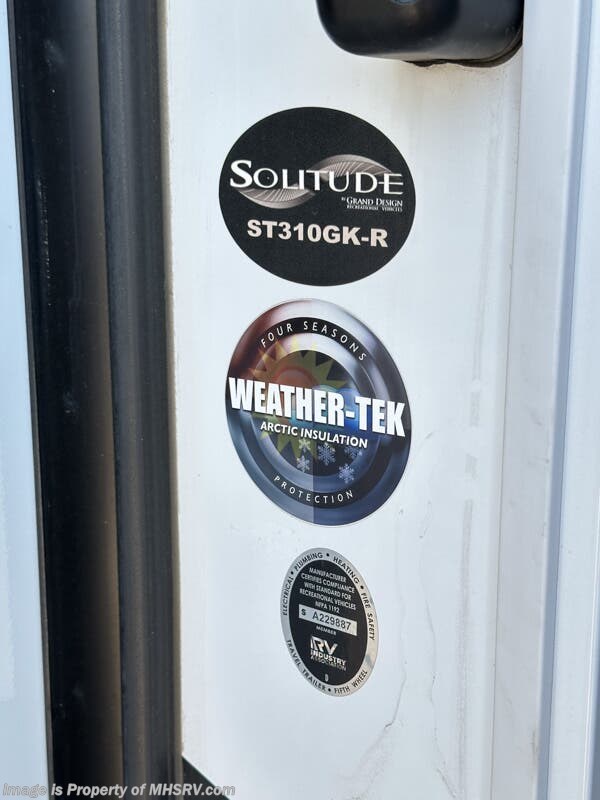 SOLITUDE
BY GRAND DESIGN
RECREATIONAL VEHICLES
ST310GK-R
FOUR SEASONS
WEATHER-TEK
ARCTIC INSULATION
PROTECTION
ELECTRICAL • PLUMBING • HEATING • FIRE SAFETY
MANUFACTURER
CERTIFIES COMPLIANCE
WITH STANDARD FOR
RECREATIONAL VEHICLES
NFPA 1192
S A229887
MEMBER
RV
INDUSTRY
ASSOCIATION
D
TRAVEL TRAILER • FIFTH WHEEL
Image is Property of MHSRV.com